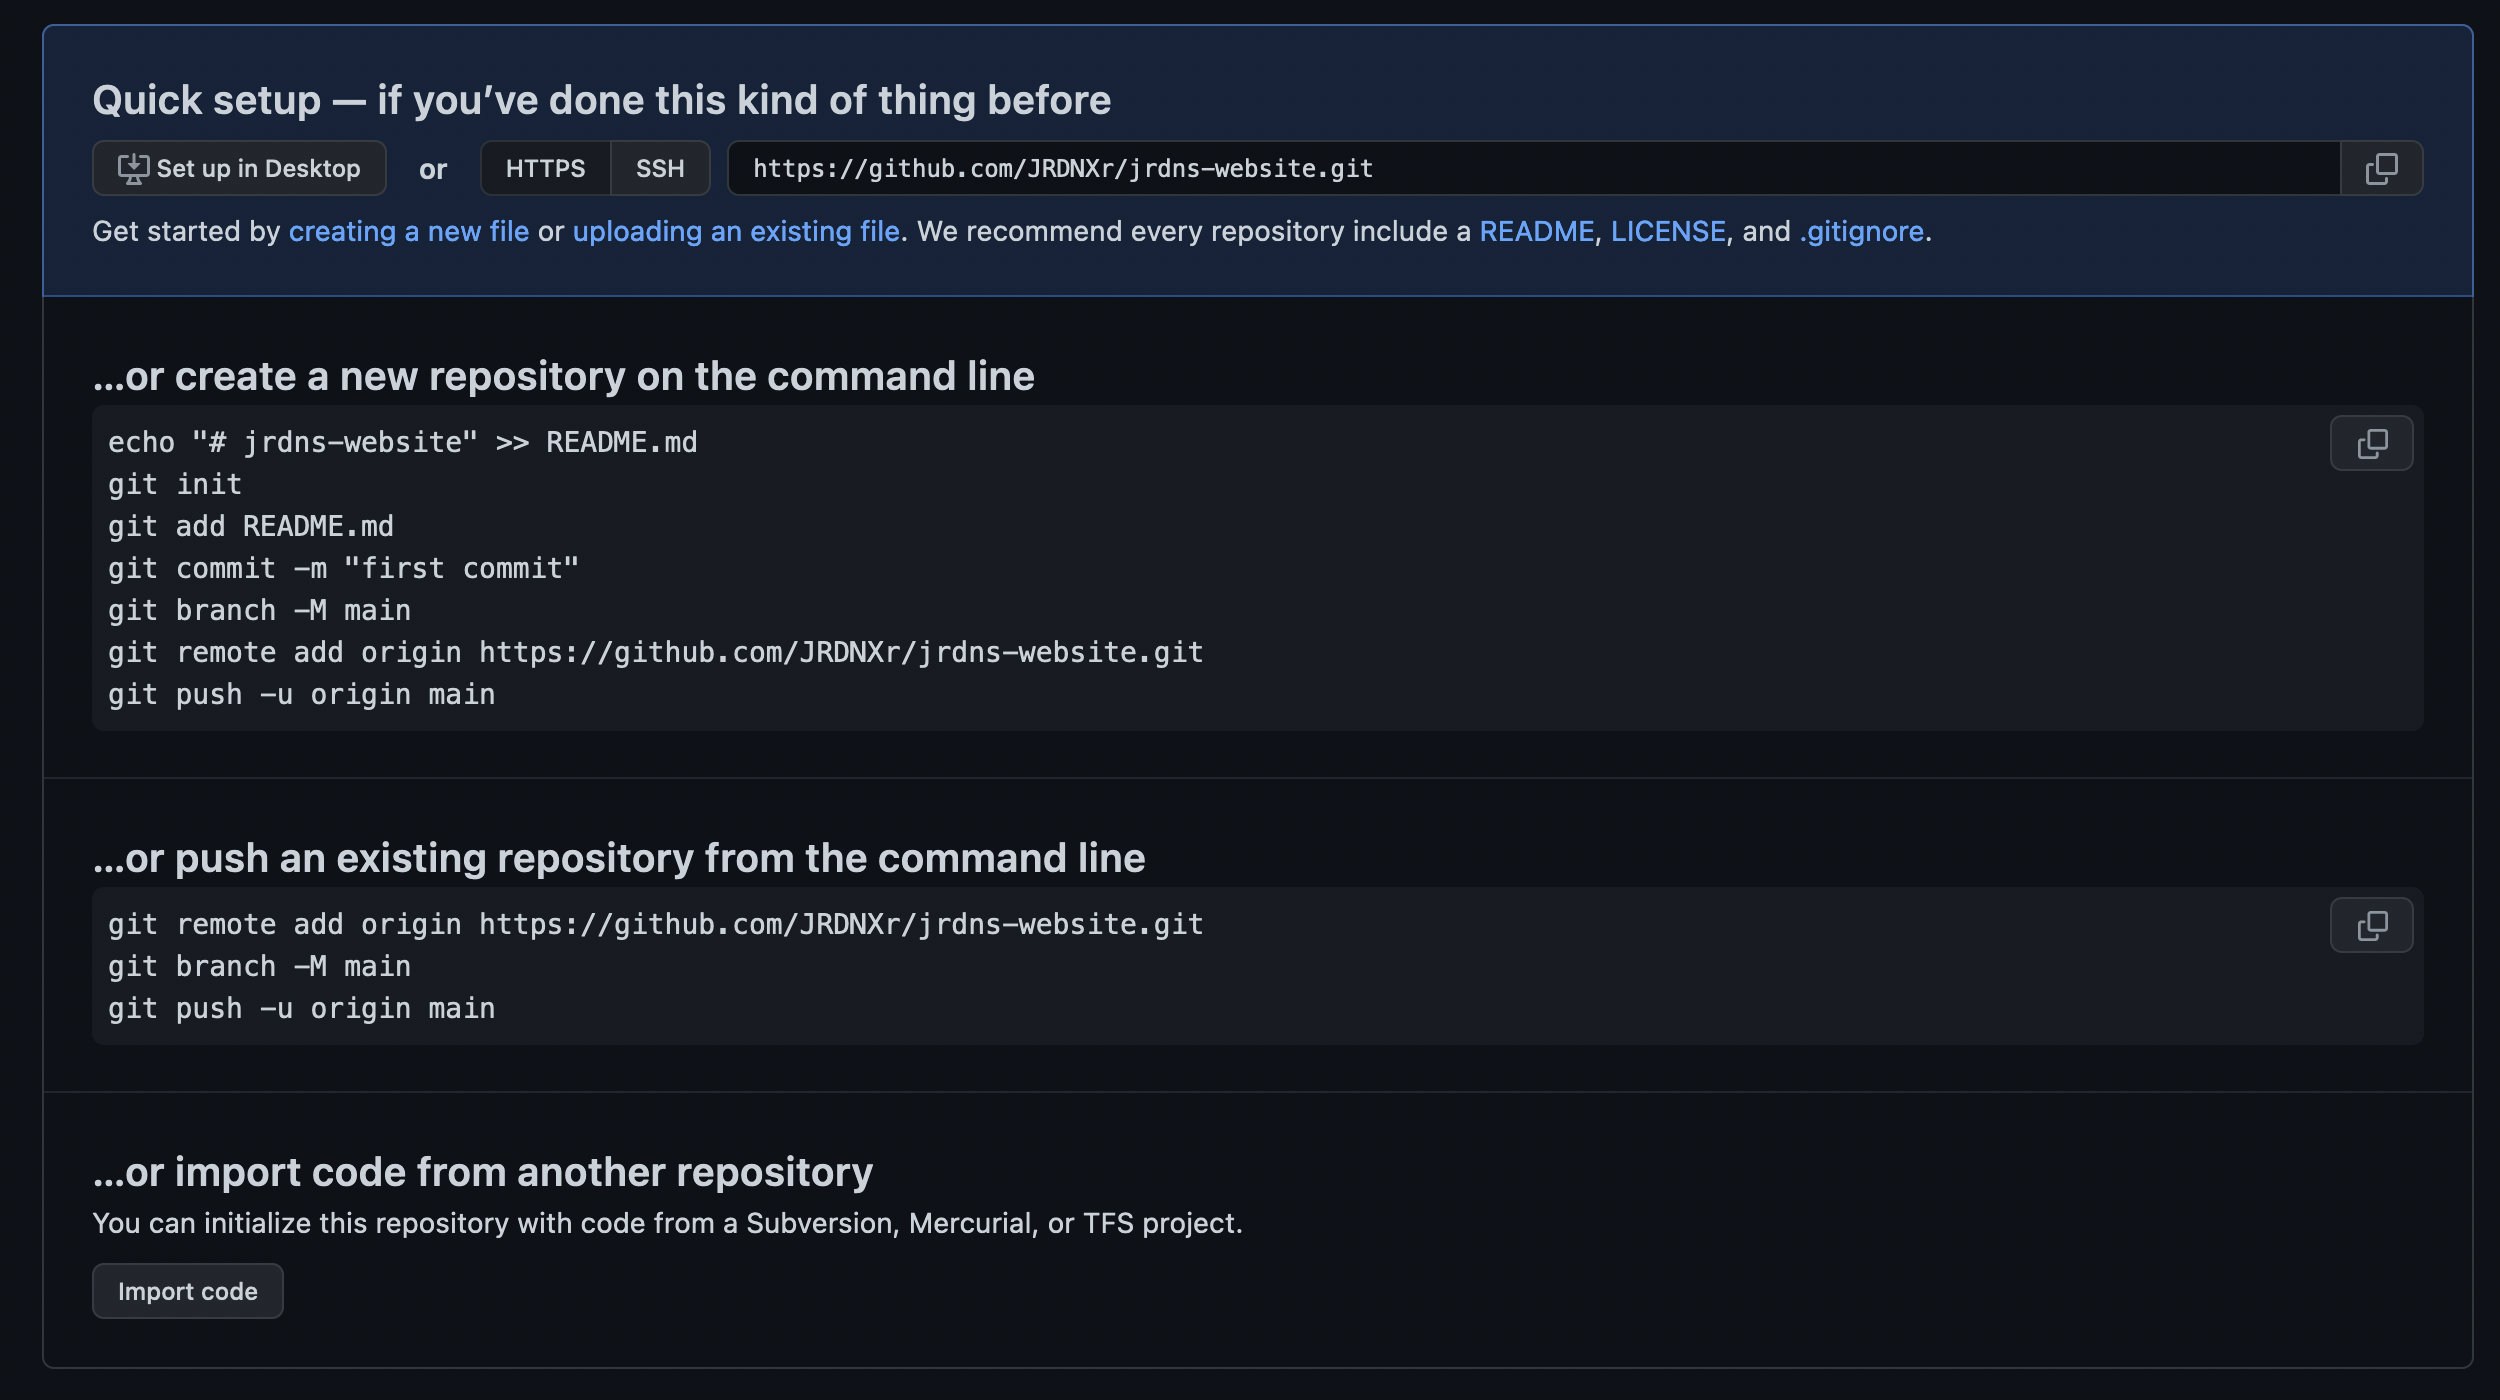 Quick setup — if you’ve done this kind of thing before
Set up in Desktop or HTTPS SSH https://github.com/JRDNXr/jrdns-website.git
Get started by creating a new file or uploading an existing file. We recommend every repository include a README, LICENSE, and .gitignore.
…or create a new repository on the command line
echo "# jrdns-website" >> README.md
git init
git add README.md
git commit -m "first commit"
git branch -M main
git remote add origin https://github.com/JRDNXr/jrdns-website.git
git push -u origin main
…or push an existing repository from the command line
git remote add origin https://github.com/JRDNXr/jrdns-website.git
git branch -M main
git push -u origin main
…or import code from another repository
You can initialize this repository with code from a Subversion, Mercurial, or TFS project.
Import code